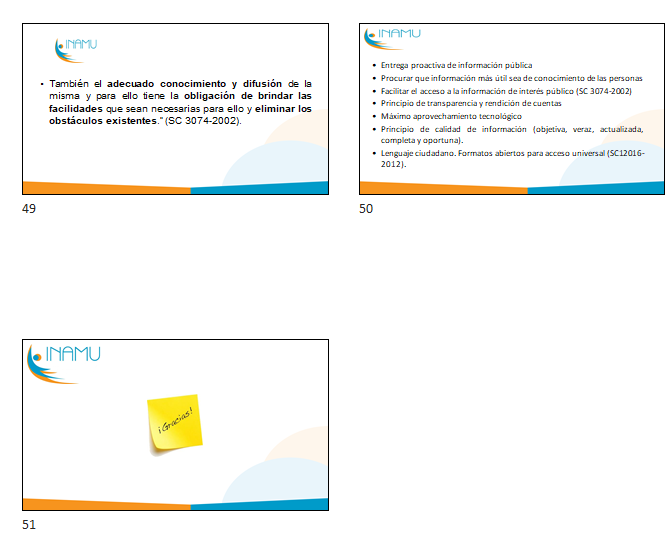 INAMU
• También el adecuado conocimiento y difusión de la
misma y para ello tiene la obligación de brindar las
facilidades que sean necesarias para ello y eliminar los
obstáculos existentes.” (SC 3074-2002).
49
INAMU
• Entrega proactiva de información pública
• Procurar que información más útil sea de conocimiento de las personas
• Facilitar el acceso a la información de interés público (SC 3074-2002)
• Principio de transparencia y rendición de cuentas
• Máximo aprovechamiento tecnológico
• Principio de calidad de información (objetiva, veraz, actualizada,
completa y oportuna).
• Lenguaje ciudadano. Formatos abiertos para acceso universal (SC12016-
2012).
50
INAMU
¡Gracias!
51